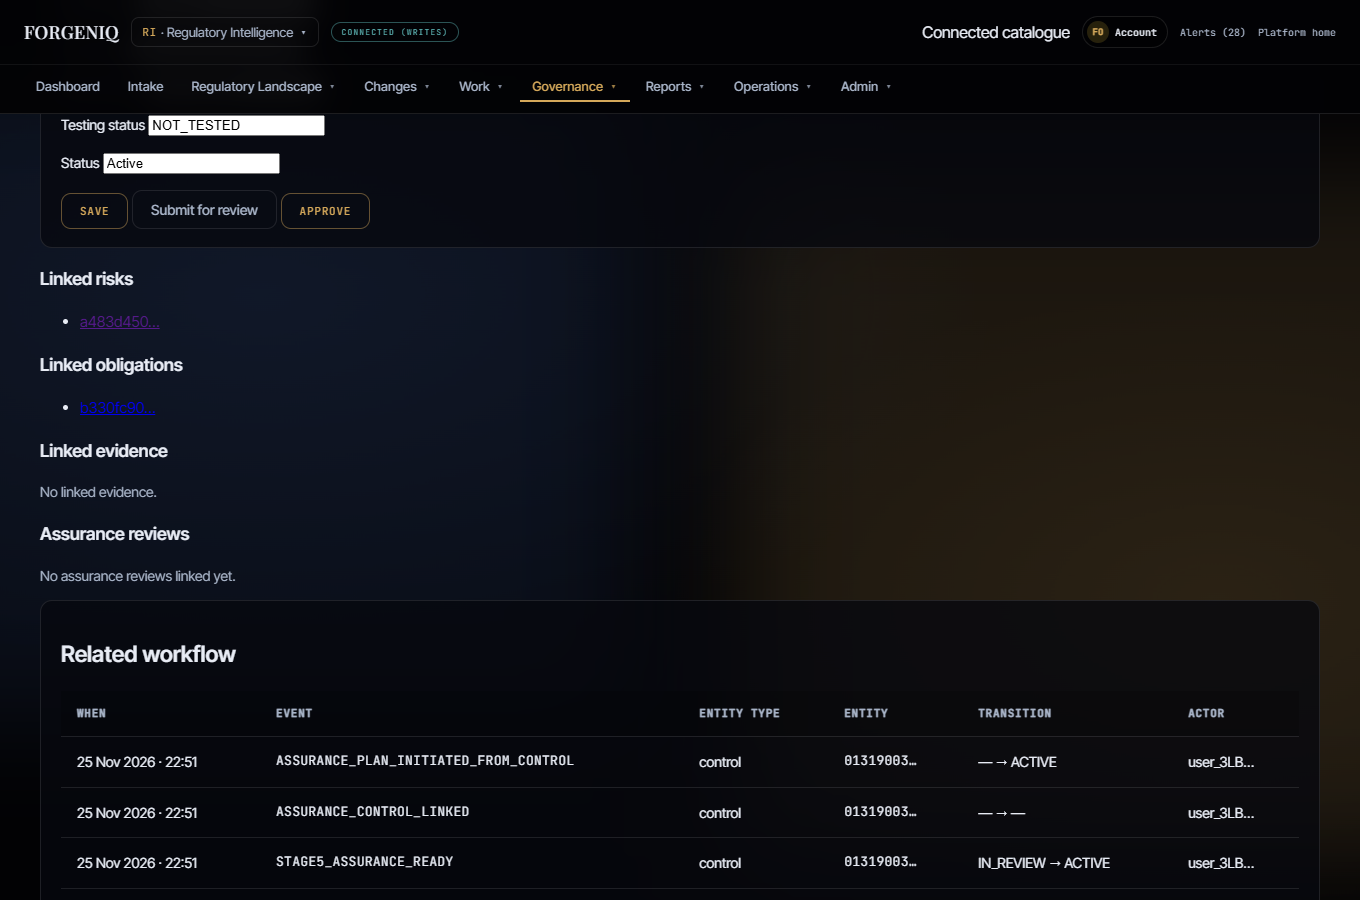 FORGENIQ
RI · Regulatory Intelligence
CONNECTED (WRITES)
Connected catalogue
FO Account
Alerts (28)
Platform home
Dashboard
Intake
Regulatory Landscape
Changes
Work
Governance
Reports
Operations
Admin
Testing status NOT_TESTED
Status Active
SAVE
Submit for review
APPROVE
Linked risks
a483d450...
Linked obligations
b330fc90...
Linked evidence
No linked evidence.
Assurance reviews
No assurance reviews linked yet.
Related workflow
WHEN EVENT ENTITY TYPE ENTITY TRANSITION ACTOR
25 Nov 2026 · 22:51 ASSURANCE_PLAN_INITIATED_FROM_CONTROL control 01319003… — → ACTIVE user_3LB…
25 Nov 2026 · 22:51 ASSURANCE_CONTROL_LINKED control 01319003… — → — user_3LB…
25 Nov 2026 · 22:51 STAGE5_ASSURANCE_READY control 01319003… IN_REVIEW → ACTIVE user_3LB…